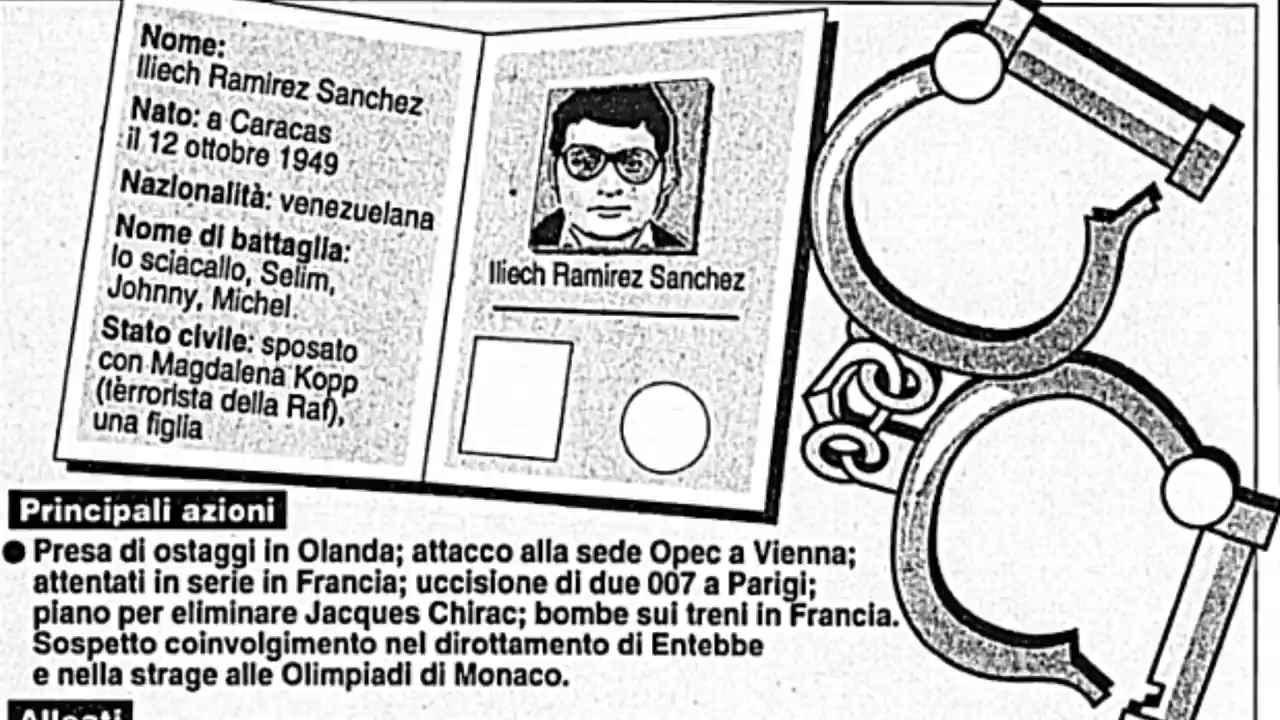 Nome:
Iliech Ramirez Sanchez
Nato: a Caracas
il 12 ottobre 1949
Nazionalità: venezuelana
Nome di battaglia:
lo sciacallo, Selim,
Johnny, Michel.
Stato civile: sposato
con Magdalena Kopp
(terrorista della Raf),
una figlia
Iliech Ramirez Sanchez
Principali azioni
● Presa di ostaggi in Olanda; attacco alla sede Opec a Vienna;
attentati in serie in Francia; uccisione di due 007 a Parigi;
piano per eliminare Jacques Chirac; bombe sui treni in Francia.
Sospetto coinvolgimento nel dirottamento di Entebbe
e nella strage alle Olimpiadi di Monaco.